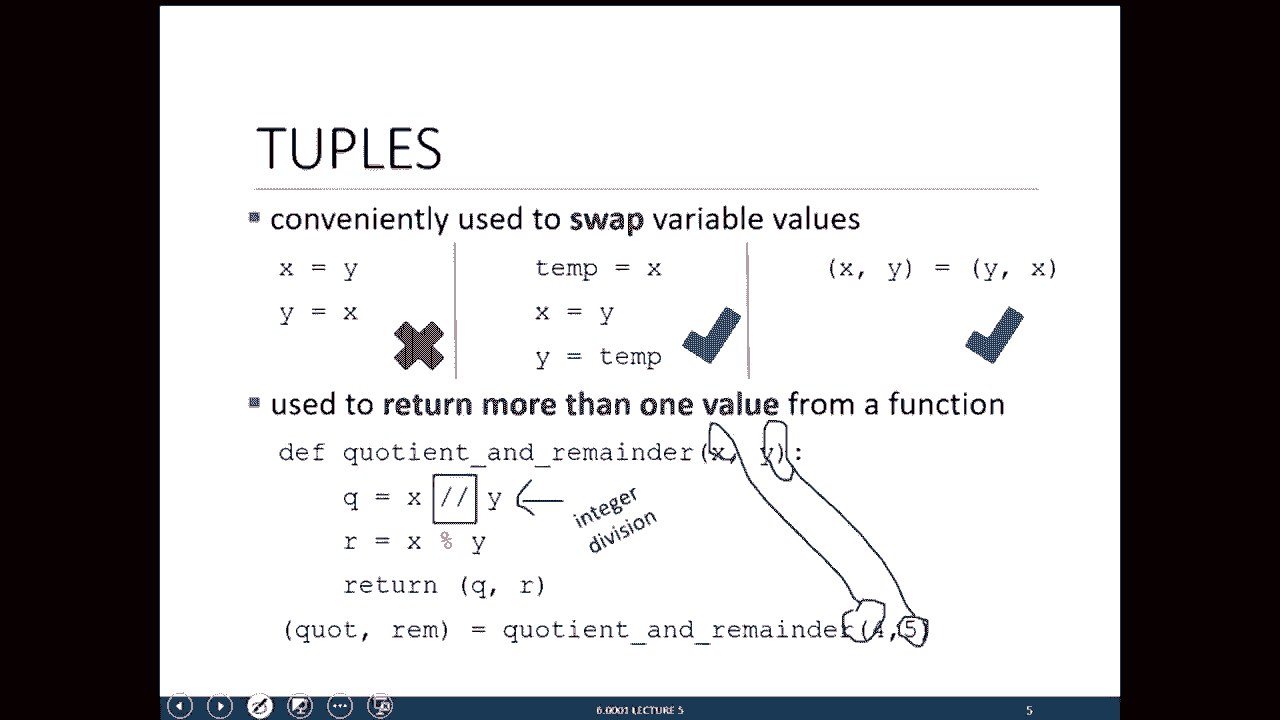 TUPLES
▪ conveniently used to swap variable values
x = y
y = x
temp = x
x = y
y = temp
(x, y) = (y, x)
▪ used to return more than one value from a function
def quotient_and_remainder(x, y):
q = x // y
integer
division
r = x % y
return (q, r)
(quot, rem) = quotient_and_remainder(4,5)
6.0001 LECTURE 5
5